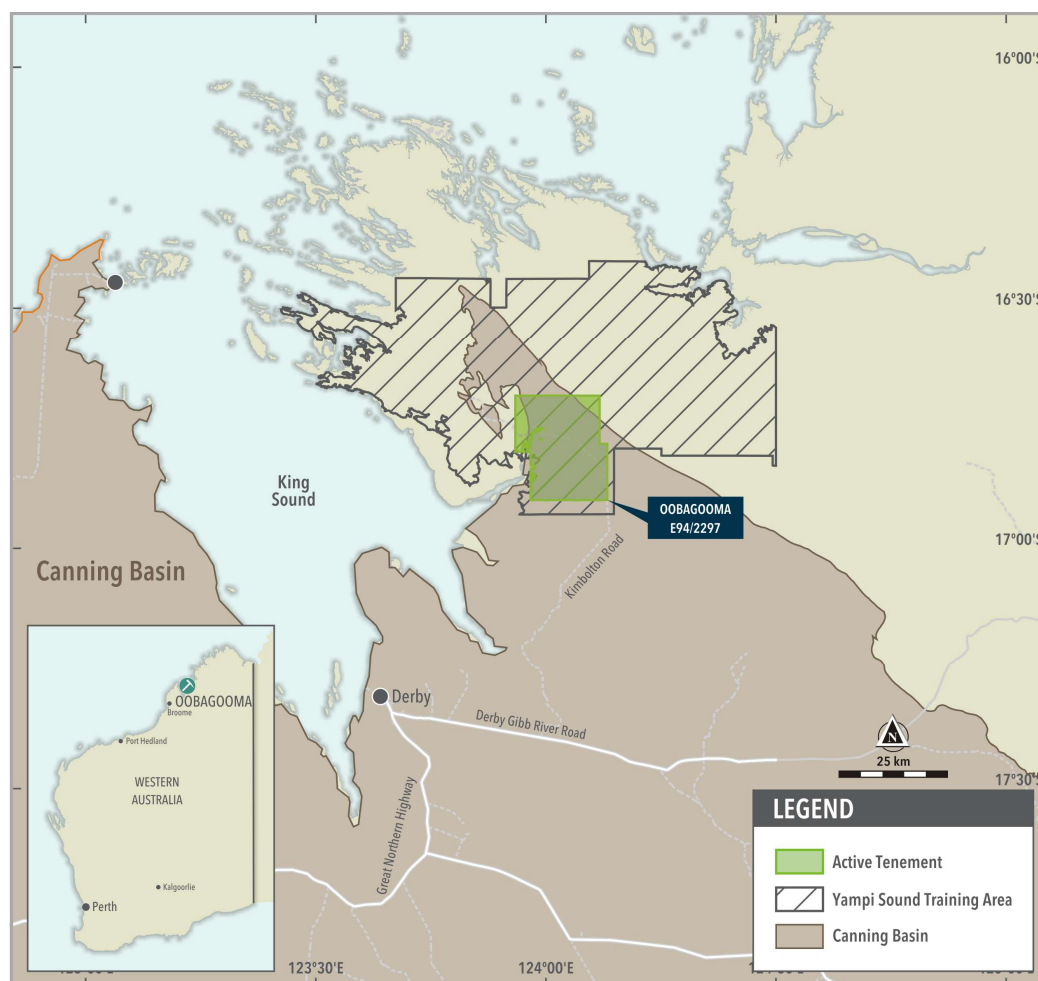 16°00'S
16°30'S
King
Sound
OOBAGOOMA
E94/2297
17°00'S
Canning Basin
Kimbolton Road
Derby
Derby Gibb River Road
N
25 km
17°30'S
Great Northern Highway
OOBAGOOMA
Broome
Port Hedland
WESTERN
AUSTRALIA
Kalgoorlie
Perth
LEGEND
Active Tenement
Yampi Sound Training Area
Canning Basin
123°30'E
124°00'E